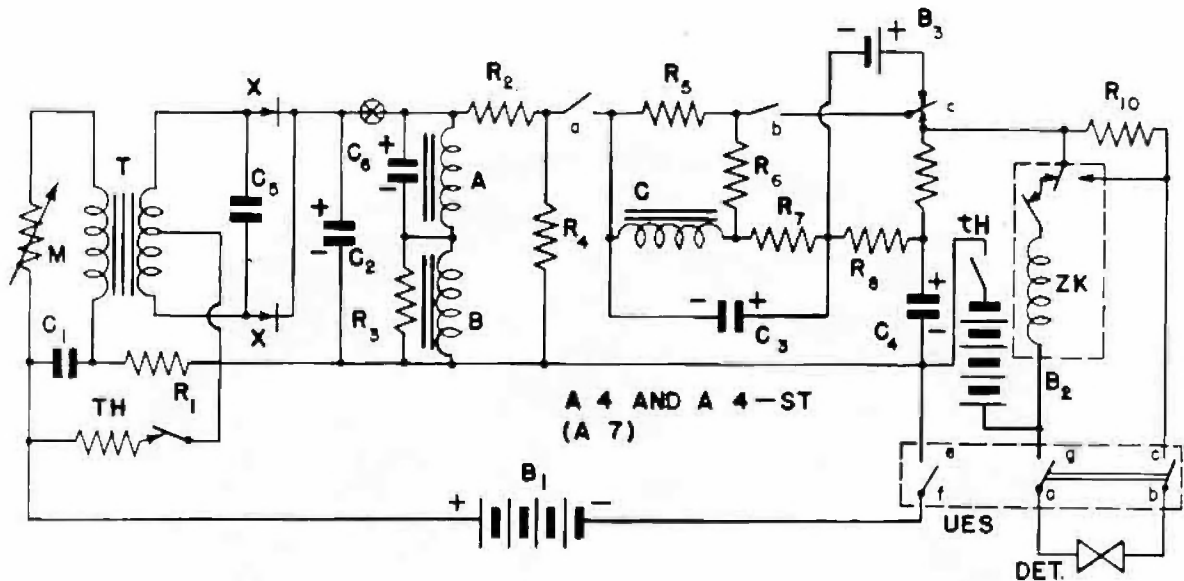 - + B3
X
R2
R5
R10
a
b
c
T
C5
+ C6 -
A
R6
C
R7
M
+ C2 -
R4
R8
tH
ZK
R3
B
- + C3
+ C4 -
X
C1
R1
B2
TH
A 4 AND A 4-ST
(A 7)
e
g
c
B1
+ -
f
a
b
UES
DET.